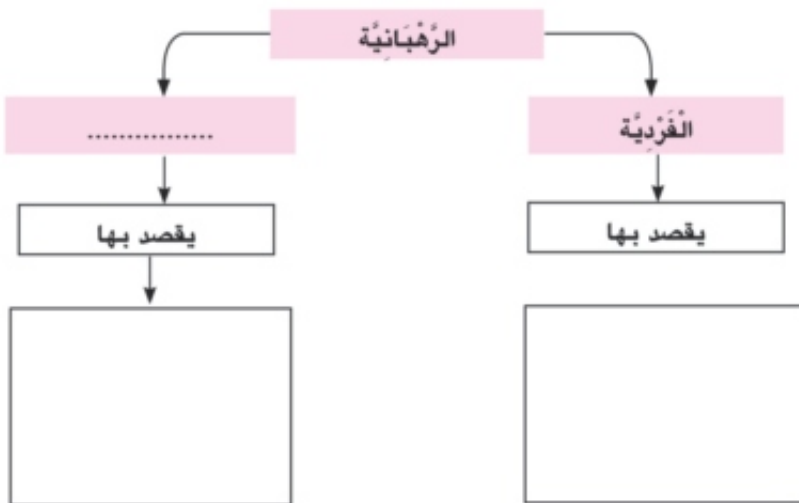 الرَّهْبَانِيَّة
الْفَرْدِيَّة
................
يقصد بها
يقصد بها